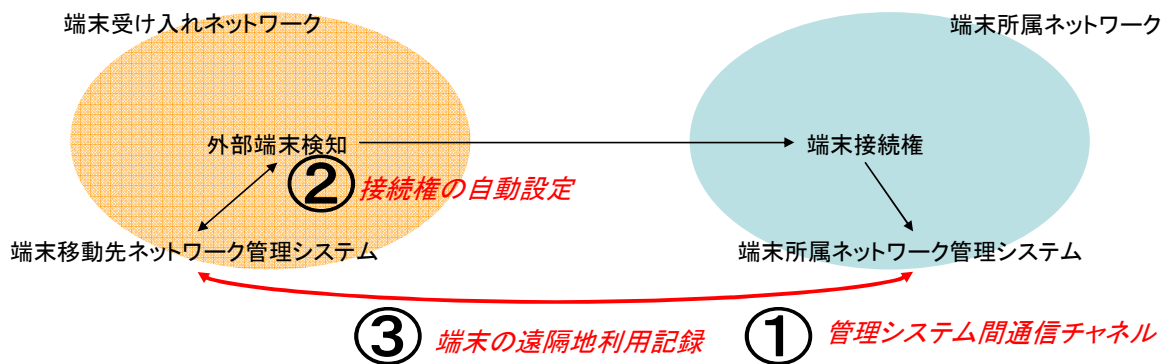 端末受け入れネットワーク
端末所属ネットワーク
外部端末検知
端末接続権
② 接続権の自動設定
端末移動先ネットワーク管理システム
端末所属ネットワーク管理システム
③ 端末の遠隔地利用記録
① 管理システム間通信チャネル